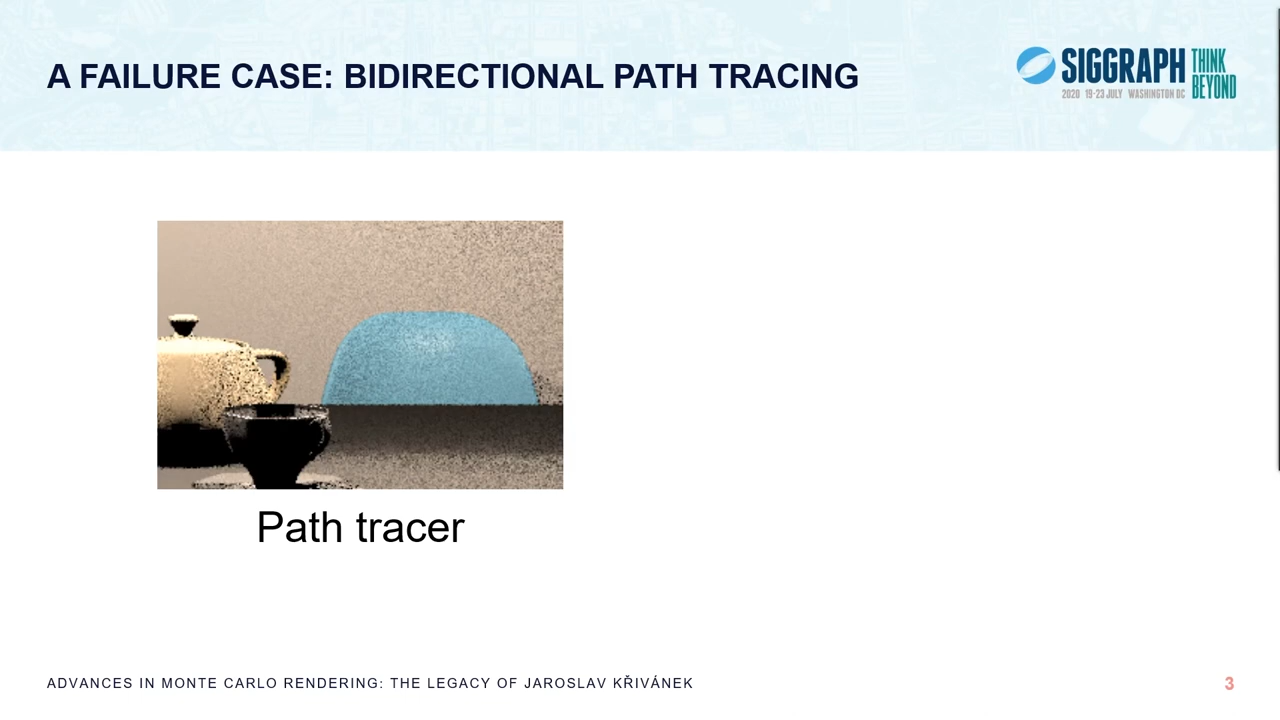 A FAILURE CASE: BIDIRECTIONAL PATH TRACING
SIGGRAPH
THINK
BEYOND
2020 19-23 JULY WASHINGTON DC
Path tracer
ADVANCES IN MONTE CARLO RENDERING: THE LEGACY OF JAROSLAV KŘIVÁNEK
3